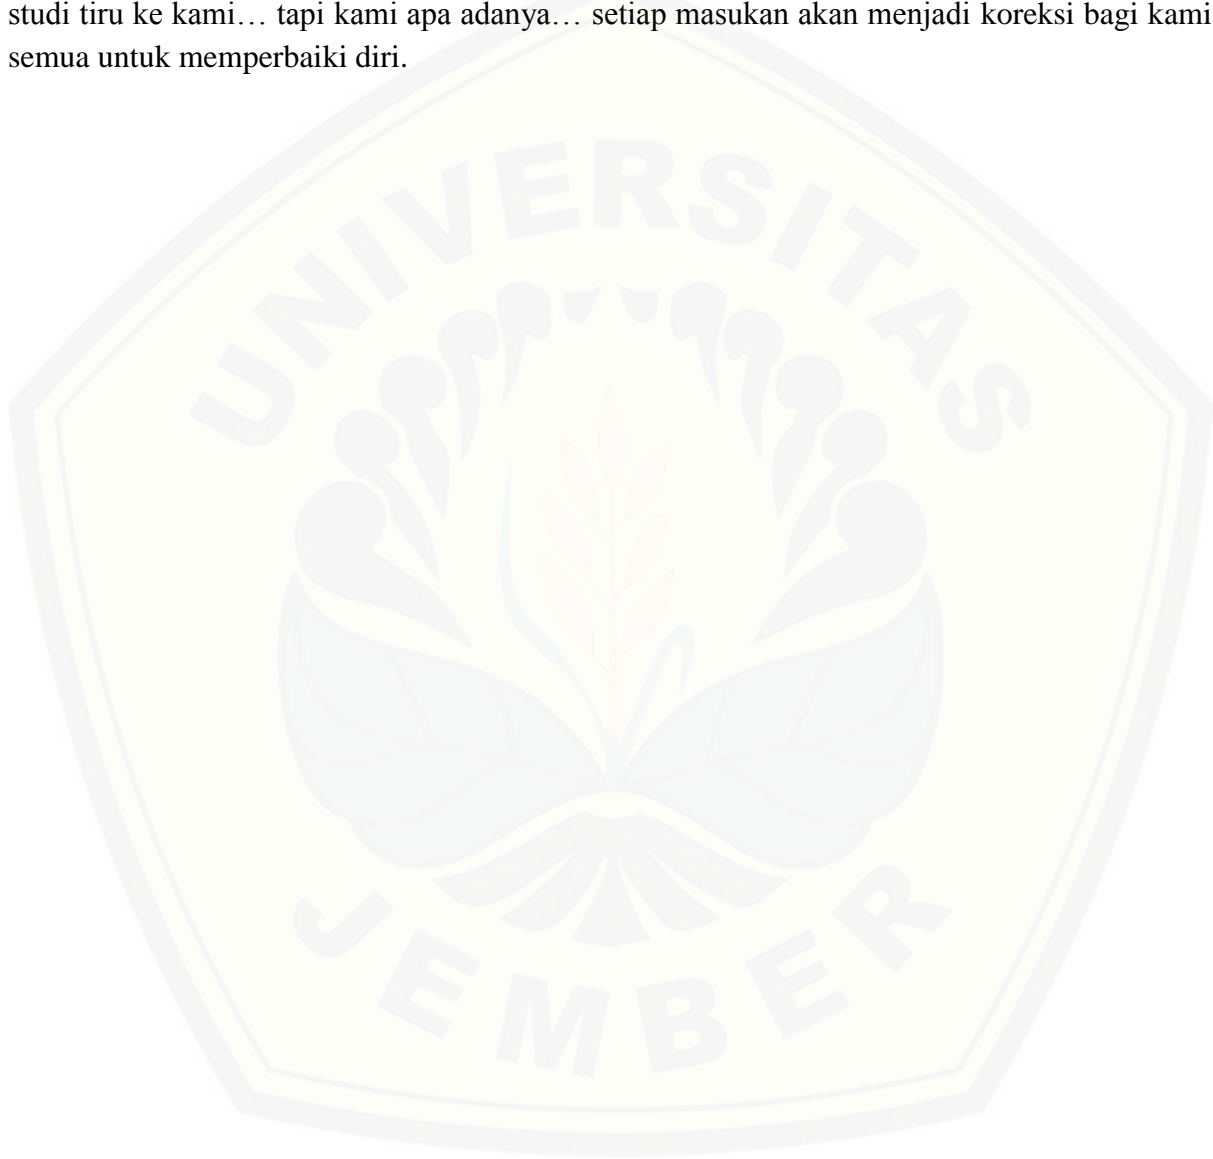 studi tiru ke kami… tapi kami apa adanya… setiap masukan akan menjadi koreksi bagi kami
semua untuk memperbaiki diri.
UNIVERSITAS
JEMBER